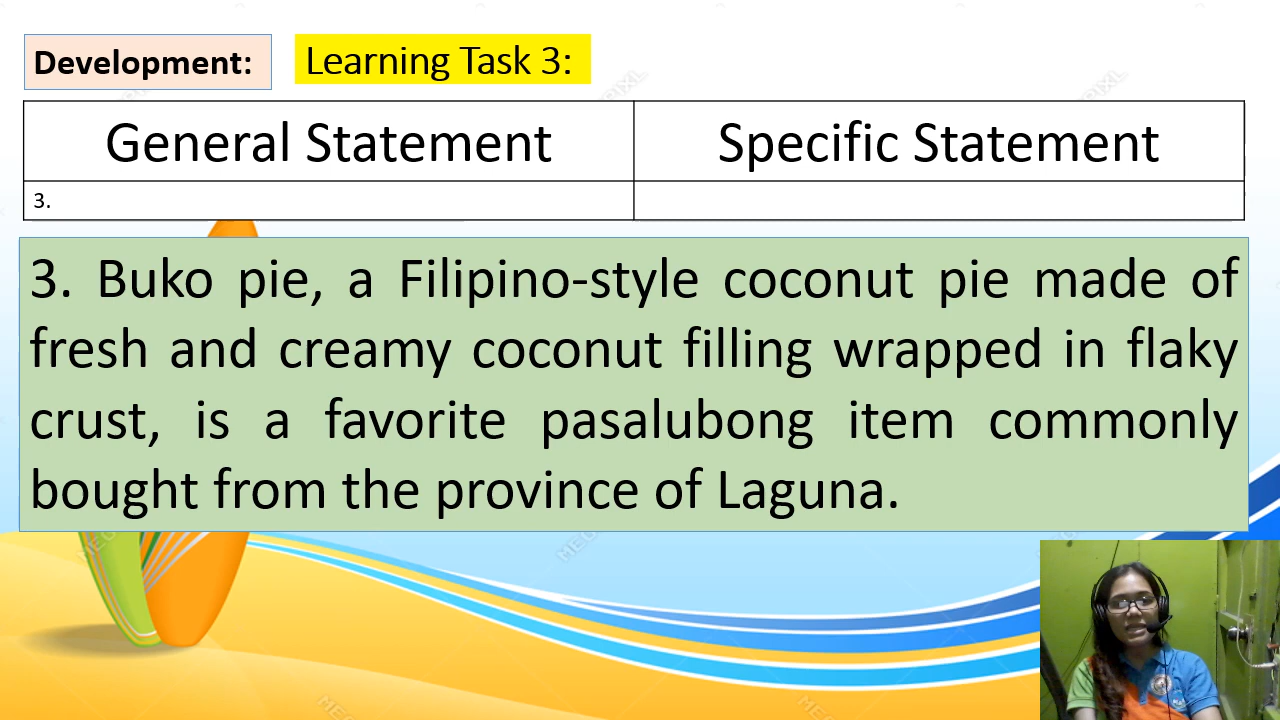 Development:
Learning Task 3:
General Statement
Specific Statement
3.
3. Buko pie, a Filipino-style coconut pie made of
fresh and creamy coconut filling wrapped in flaky
crust, is a favorite pasalubong item commonly
bought from the province of Laguna.